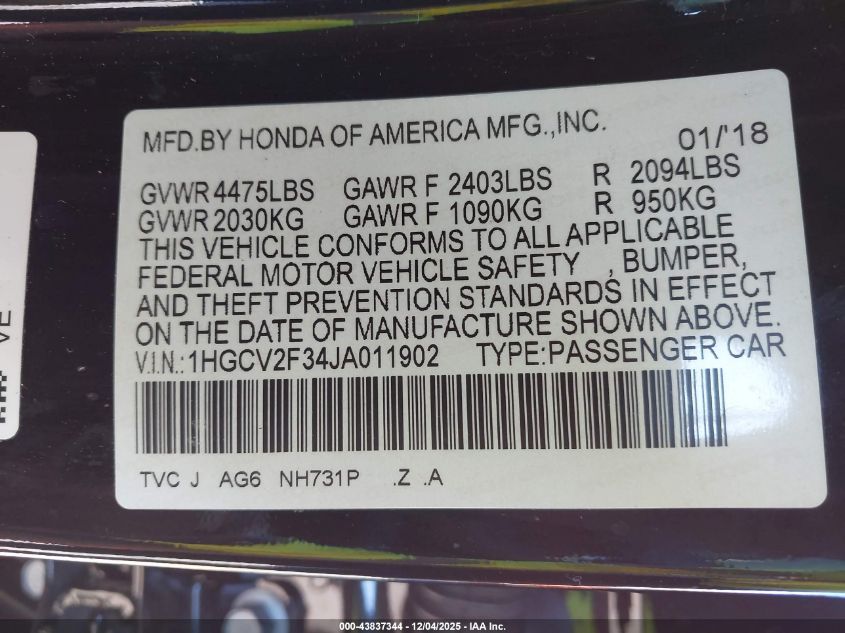 MFD.BY HONDA OF AMERICA MFG.,INC. 01/'18
GVWR 4475LBS GAWR F 2403LBS R 2094LBS
GVWR 2030KG GAWR F 1090KG R 950KG
THIS VEHICLE CONFORMS TO ALL APPLICABLE
FEDERAL MOTOR VEHICLE SAFETY , BUMPER,
AND THEFT PREVENTION STANDARDS IN EFFECT
ON THE DATE OF MANUFACTURE SHOWN ABOVE.
V.I.N.:1HGCV2F34JA011902 TYPE:PASSENGER CAR
TVC J AG6 NH731P .Z .A
VE
000-43837344 - 12/04/2025 - IAA Inc.